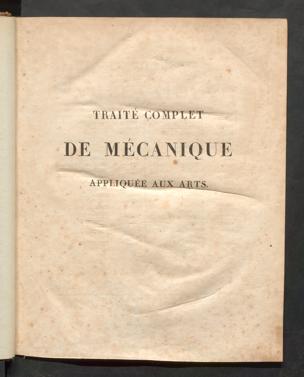 TRAITÉ COMPLET
DE MÉCANIQUE
APPLIQUÉE AUX ARTS.